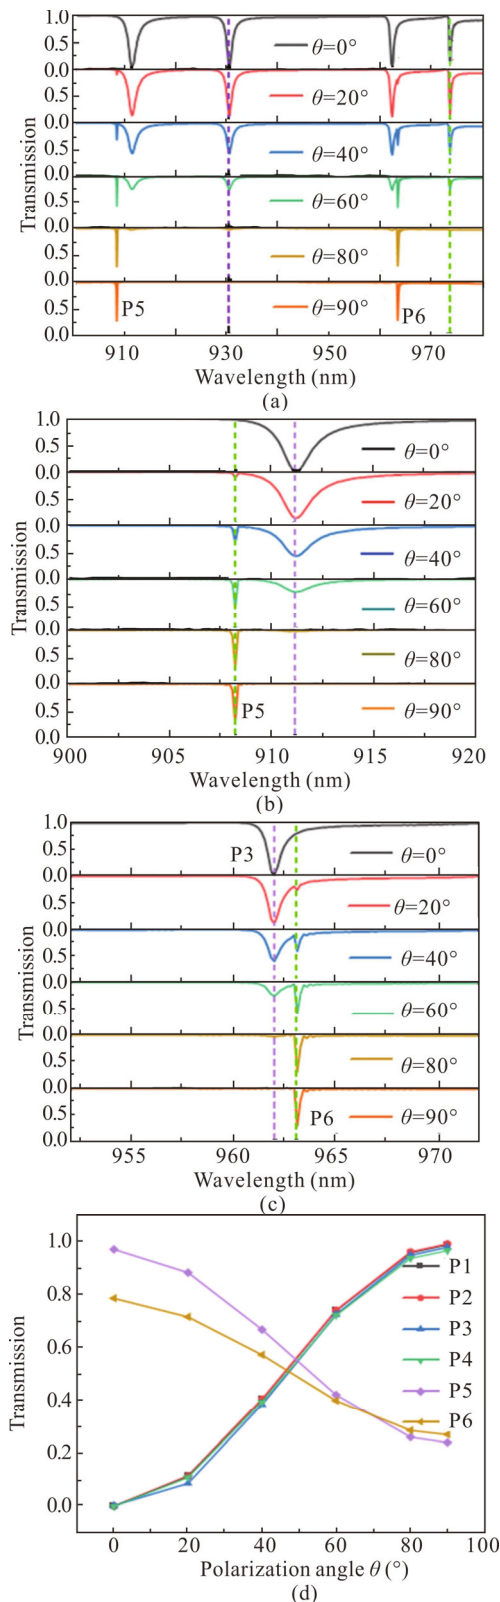 1.0
0.5
θ=0°
0.0
0.5
θ=20°
0.0
0.5
θ=40°
0.0
0.5
θ=60°
0.0
0.5
θ=80°
0.0
0.5
P5
θ=90°
P6
0.0
910 930 950 970
Wavelength (nm)
Transmission
(a)
1.0
0.5
θ=0°
0.0
0.5
θ=20°
0.0
0.5
θ=40°
0.0
0.5
θ=60°
0.0
0.5
θ=80°
0.0
0.5
P5
θ=90°
0.0
900 905 910 915 920
Wavelength (nm)
Transmission
(b)
1.0
0.5
P3
θ=0°
0.0
0.5
θ=20°
0.0
0.5
θ=40°
0.0
0.5
θ=60°
0.0
0.5
θ=80°
0.0
0.5
P6
θ=90°
0.0
955 960 965 970
Wavelength (nm)
Transmission
(c)
1.0
P1
0.8
P2
P3
0.6
P4
0.4
P5
P6
0.2
0.0
0 20 40 60 80 100
Polarization angle θ (°)
Transmission
(d)